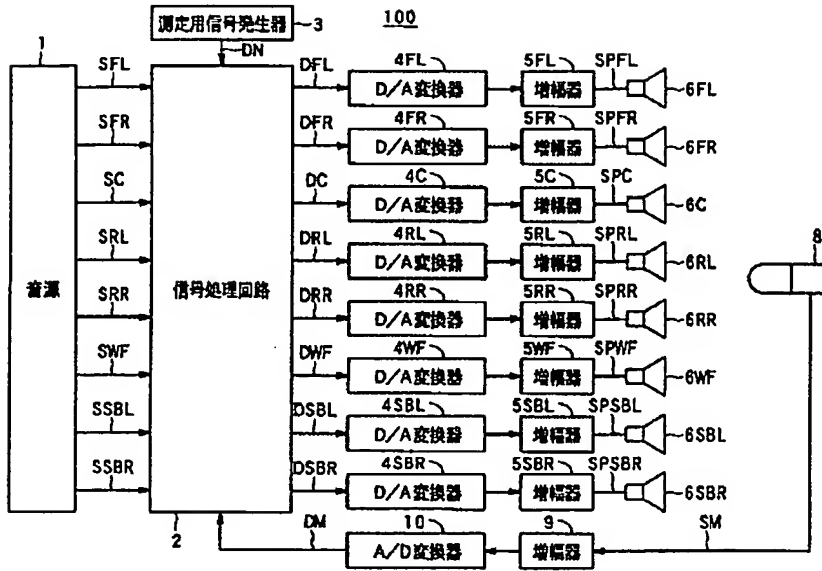 測定用信号発生器 3 100
1 DN
SFL DFL 4FL 5FL SPFL
D/A変換器 増幅器 6FL
SFR DFR 4FR 5FR SPFR
D/A変換器 増幅器 6FR
SC DC 4C 5C SPC
D/A変換器 増幅器 6C
SRL DRL 4RL 5RL SPRL 8
音源 信号処理回路 D/A変換器 増幅器 6RL
SRR DRR 4RR 5RR SPRR
D/A変換器 増幅器 6RR
SWF DWF 4WF 5WF SPWF
D/A変換器 増幅器 6WF
SSBL DSBL 4SBL 5SBL SPSBL
D/A変換器 増幅器 6SBL
SSBR DSBR 4SBR 5SBR SPSBR
D/A変換器 増幅器 6SBR
2 DM 10 9 SM
A/D変換器 増幅器